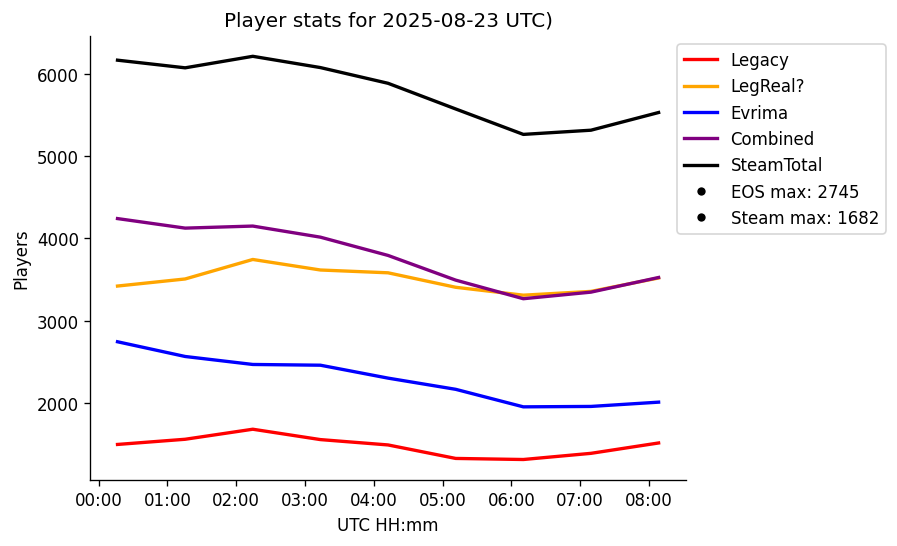 Player stats for 2025-08-23 UTC)
Legacy
LegReal?
Evrima
Combined
SteamTotal
EOS max: 2745
Steam max: 1682
6000
5000
4000
3000
2000
Players
00:00 01:00 02:00 03:00 04:00 05:00 06:00 07:00 08:00
UTC HH:mm